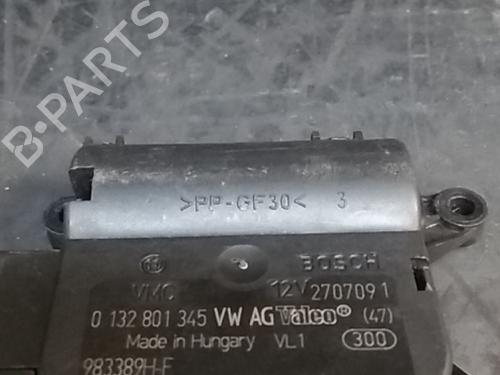 B-PARTS
>PP-GF30< 3
BOSCH
VMC 12V 2707091
0 132 801 345 VW AG Valeo® (47)
Made in Hungary VL1 300
983389H-F